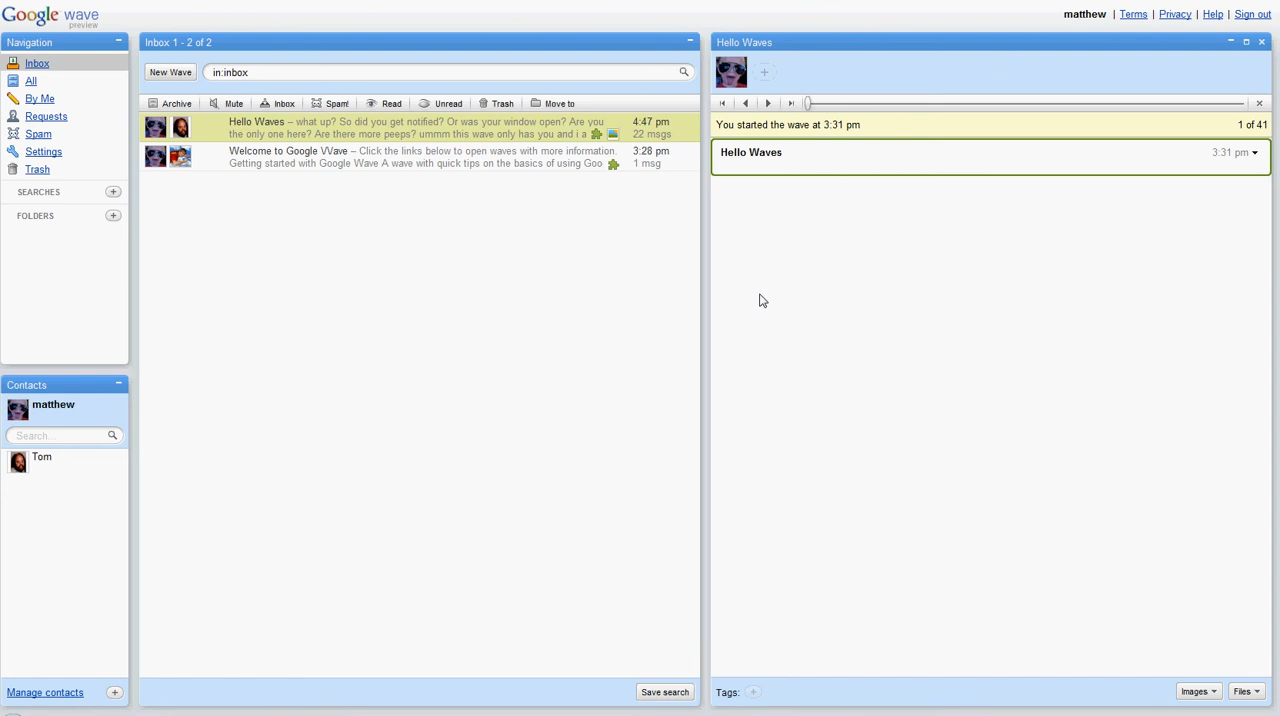 Google wave
preview
matthew | Terms | Privacy | Help | Sign out
Navigation
Inbox
All
By Me
Requests
Spam
Settings
Trash
SEARCHES
FOLDERS
Contacts
matthew
Search...
Tom
Manage contacts
Inbox 1 - 2 of 2
New Wave
in:inbox
Archive Mute Inbox Spam! Read Unread Trash Move to
Hello Waves – what up? So did you get notified? Or was your window open? Are you 4:47 pm
the only one here? Are there more peeps? ummm this wave only has you and i a 22 msgs
Welcome to Google Wave – Click the links below to open waves with more information. 3:28 pm
Getting started with Google Wave A wave with quick tips on the basics of using Goo 1 msg
Save search
Hello Waves
You started the wave at 3:31 pm 1 of 41
Hello Waves 3:31 pm
Tags: Images Files